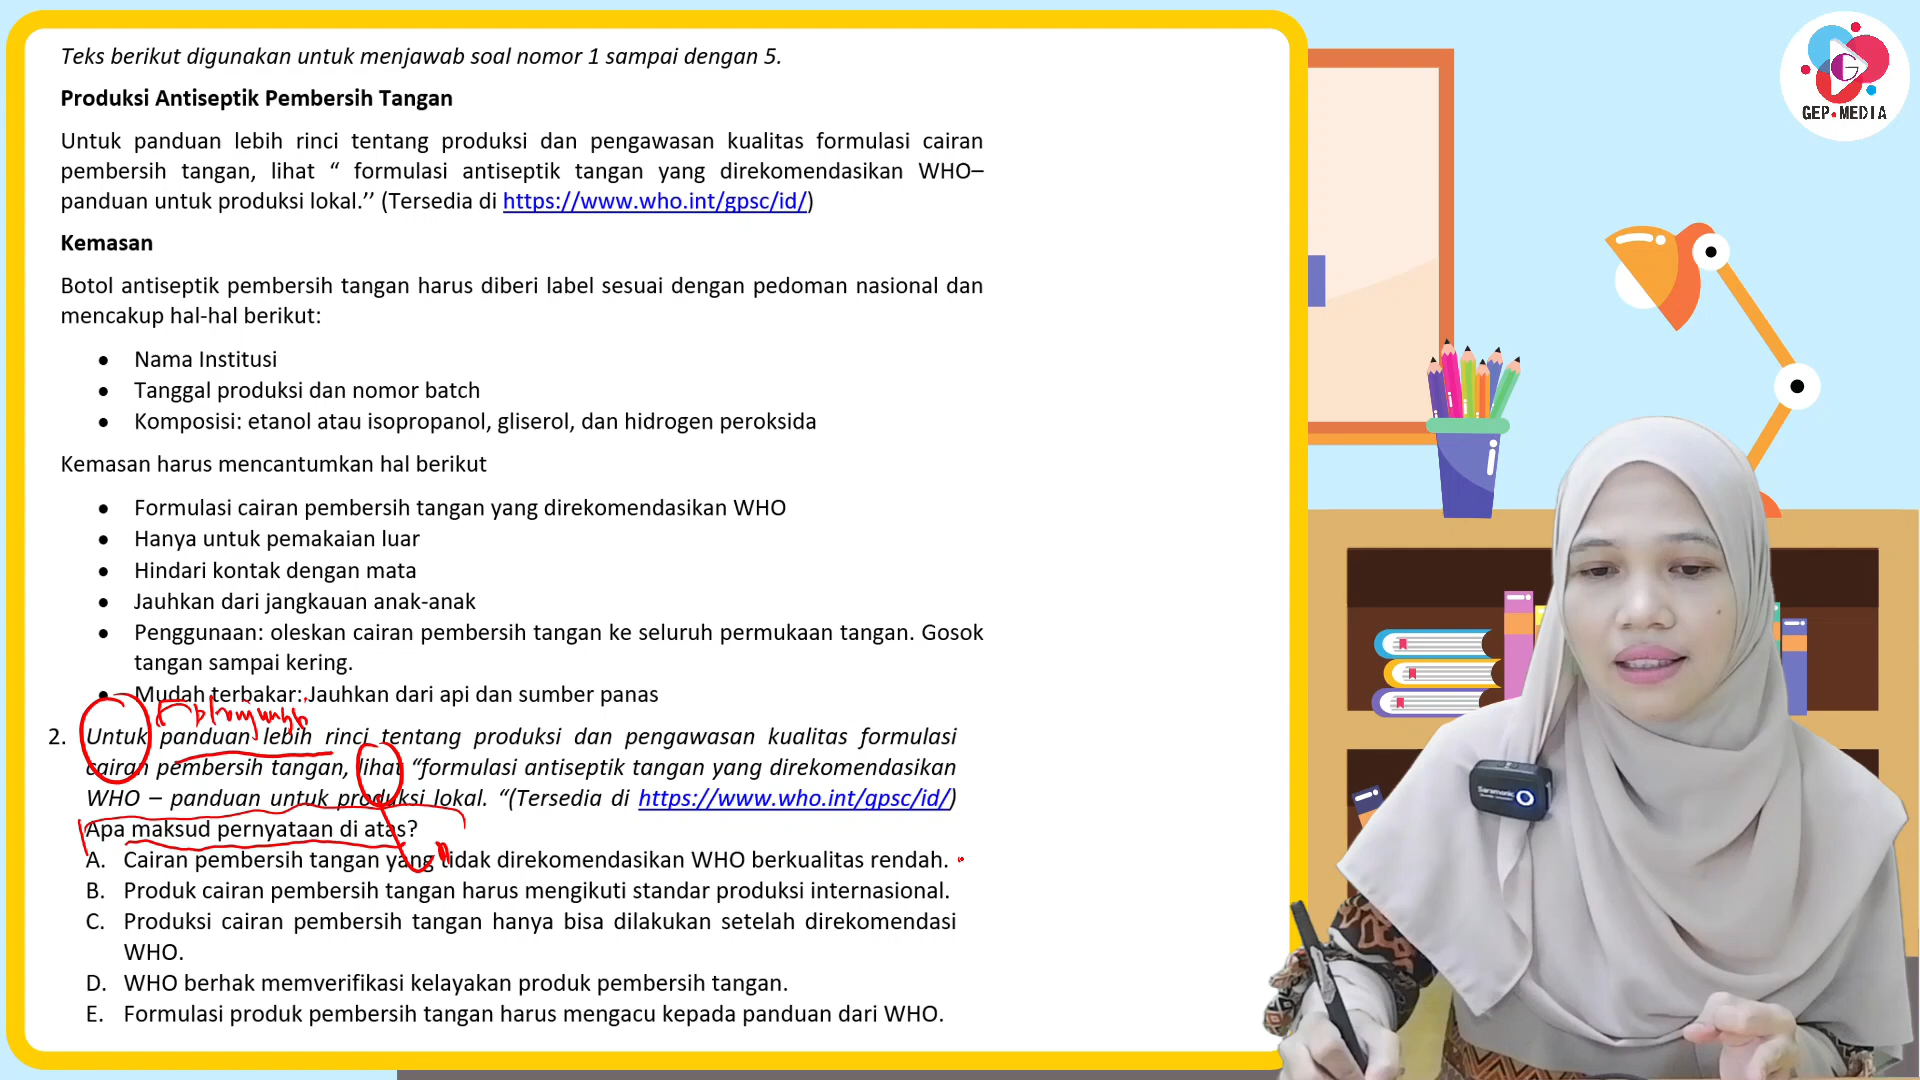 Teks berikut digunakan untuk menjawab soal nomor 1 sampai dengan 5.
Produksi Antiseptik Pembersih Tangan
Untuk panduan lebih rinci tentang produksi dan pengawasan kualitas formulasi cairan
pembersih tangan, lihat “ formulasi antiseptik tangan yang direkomendasikan WHO–
panduan untuk produksi lokal.’’ (Tersedia di https://www.who.int/gpsc/id/)
Kemasan
Botol antiseptik pembersih tangan harus diberi label sesuai dengan pedoman nasional dan
mencakup hal-hal berikut:
• Nama Institusi
• Tanggal produksi dan nomor batch
• Komposisi: etanol atau isopropanol, gliserol, dan hidrogen peroksida
Kemasan harus mencantumkan hal berikut
• Formulasi cairan pembersih tangan yang direkomendasikan WHO
• Hanya untuk pemakaian luar
• Hindari kontak dengan mata
• Jauhkan dari jangkauan anak-anak
• Penggunaan: oleskan cairan pembersih tangan ke seluruh permukaan tangan. Gosok
tangan sampai kering.
• Mudah terbakar: Jauhkan dari api dan sumber panas
2. Untuk panduan lebih rinci tentang produksi dan pengawasan kualitas formulasi
cairan pembersih tangan, lihat “formulasi antiseptik tangan yang direkomendasikan
WHO – panduan untuk produksi lokal. “(Tersedia di https://www.who.int/gpsc/id/)
Apa maksud pernyataan di atas?
A. Cairan pembersih tangan yang tidak direkomendasikan WHO berkualitas rendah.
B. Produk cairan pembersih tangan harus mengikuti standar produksi internasional.
C. Produksi cairan pembersih tangan hanya bisa dilakukan setelah direkomendasi
WHO.
D. WHO berhak memverifikasi kelayakan produk pembersih tangan.
E. Formulasi produk pembersih tangan harus mengacu kepada panduan dari WHO.
G
GEP•MEDIA
Saramonic